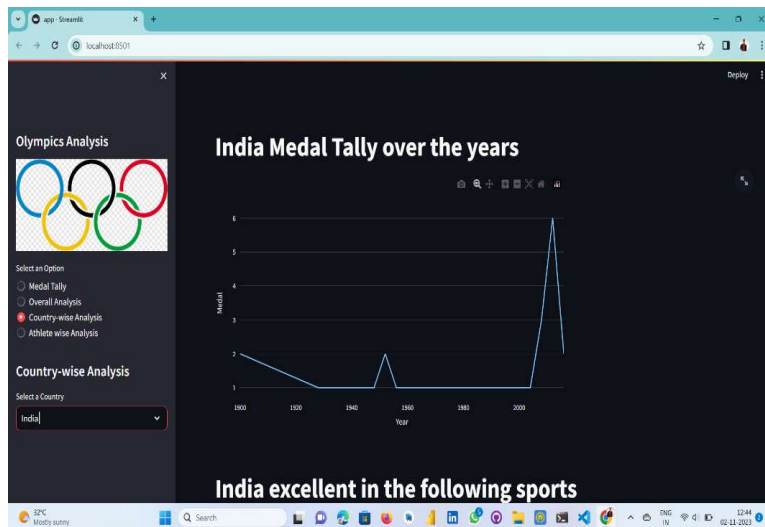 app · Streamlit
localhost:8501
Deploy
Olympics Analysis
Select an Option
Medal Tally
Overall Analysis
Country-wise Analysis
Athlete wise Analysis
Country-wise Analysis
Select a Country
India
India Medal Tally over the years
6
5
4
3
2
1
Medal
1900
1920
1940
1960
1980
2000
Year
India excellent in the following sports
32°C
Mostly sunny
Search
ENG
IN
12:44
02-11-2023